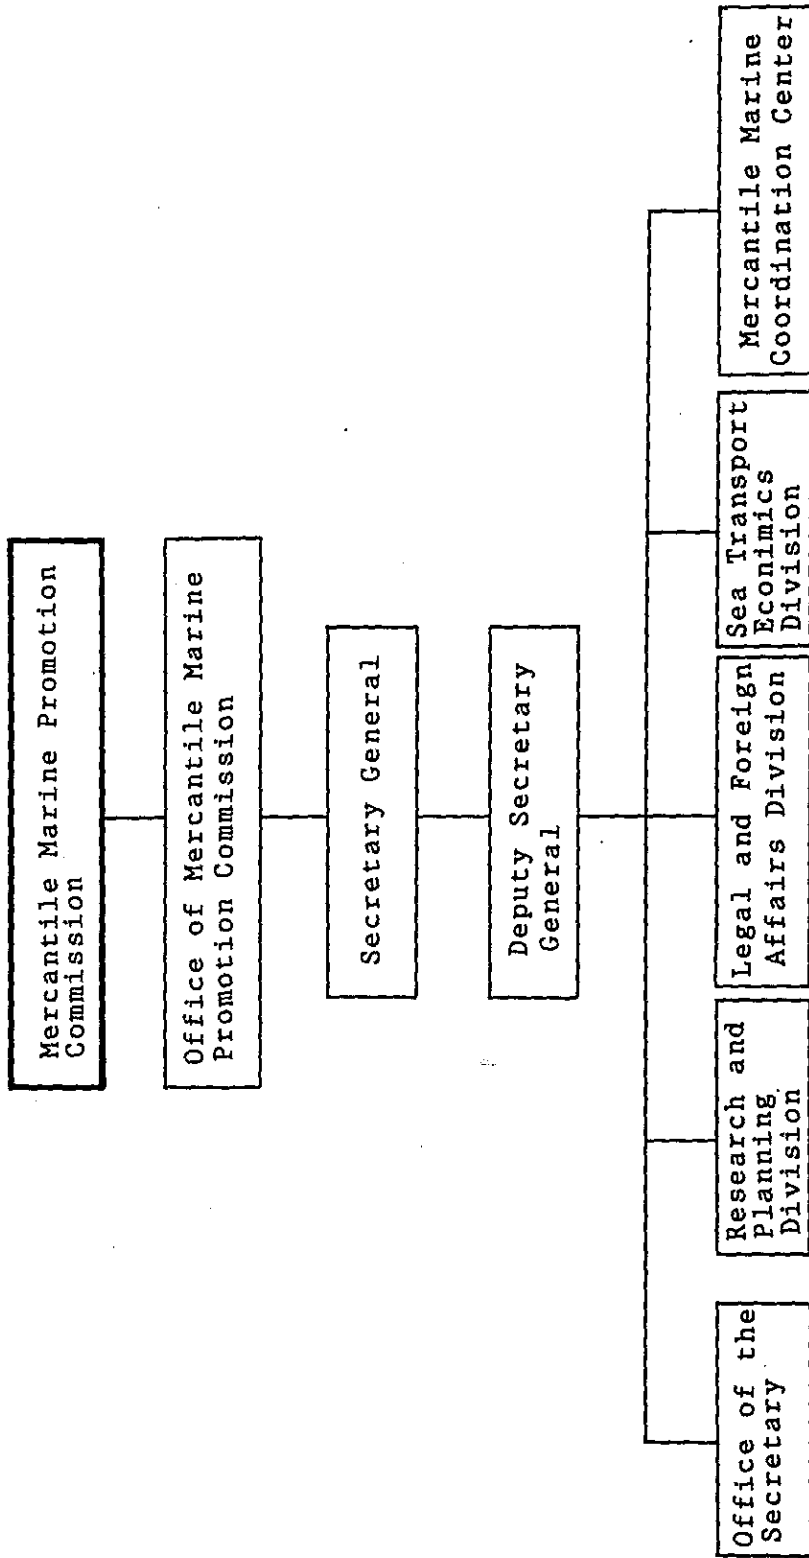 Mercantile Marine Promotion
Commission
Office of Mercantile Marine
Promotion Commission
Secretary General
Deputy Secretary
General
Office of the
Secretary
Research and
Planning
Division
Legal and Foreign
Affairs Division
Sea Transport
Econimics
Division
Mercantile Marine
Coordination Center